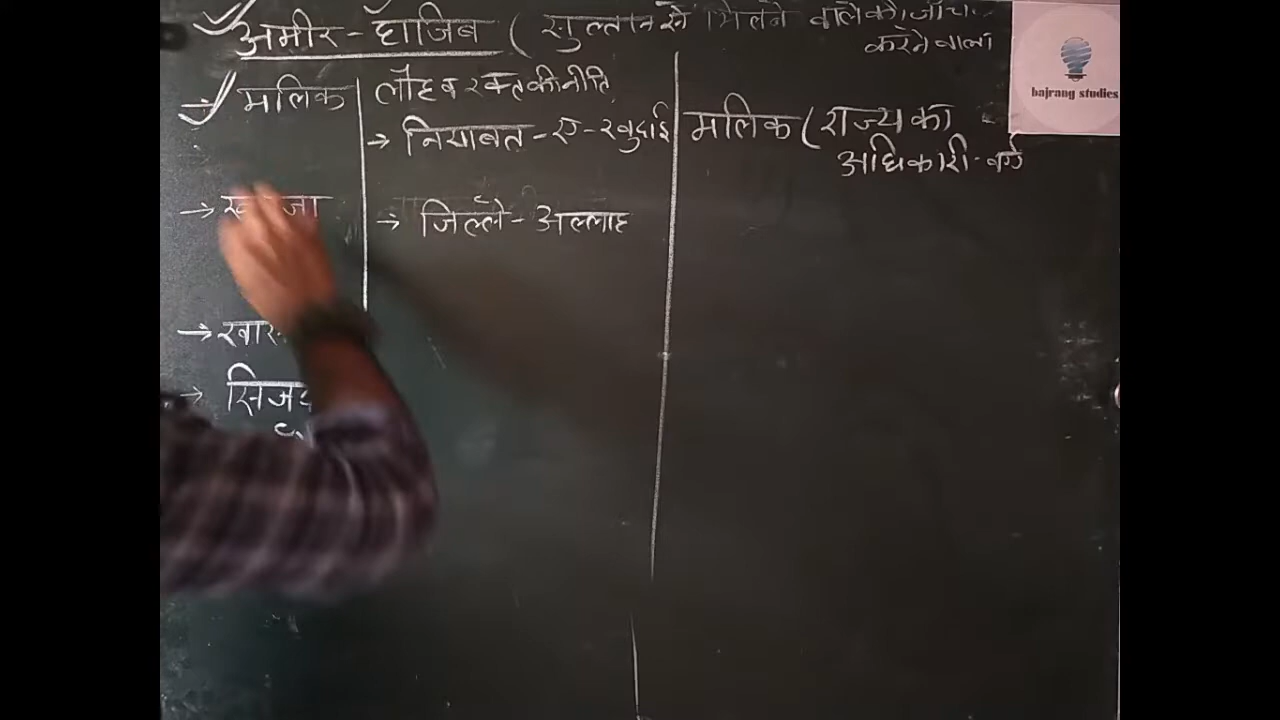 अमीर-हाजिब ( सुल्तान से मिलने वाले की जाँच
करने वाला
bajrang studies
→ मलिक
लौह व रक्त की नीति
→ नियाबत-ए-खुदाई
मलिक ( राज्य का
अधिकारी-वर्ग
→ जिल्ले-अल्लाह